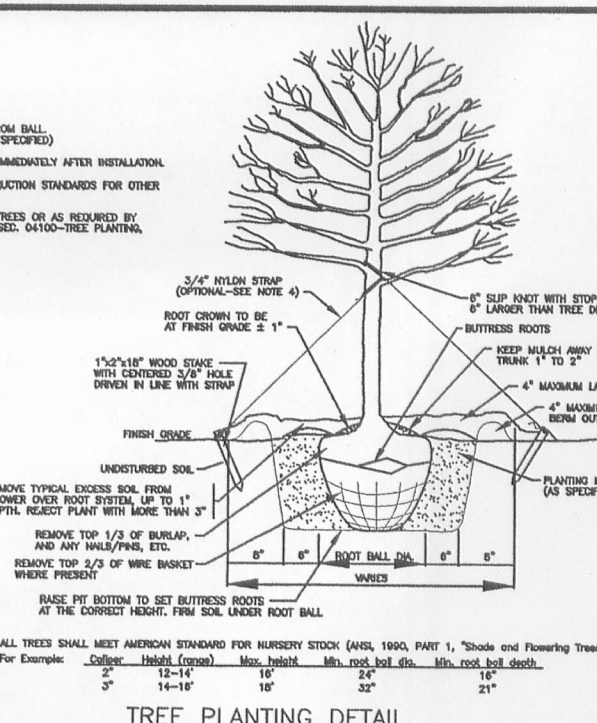 OM BALL.
SPECIFIED)
MMEDIATELY AFTER INSTALLATION.
UCTION STANDARDS FOR OTHER
TREES OR AS REQUIRED BY
SEC. 04100-TREE PLANTING,
3/4" NYLON STRAP
(OPTIONAL-SEE NOTE 4)
6" SLIP KNOT WITH STOP
6" LARGER THAN TREE DI
ROOT CROWN TO BE
AT FINISH GRADE ± 1"
BUTTRESS ROOTS
KEEP MULCH AWAY
TRUNK 1" TO 2"
1"x2"x18" WOOD STAKE
WITH CENTERED 3/8" HOLE
DRIVEN IN LINE WITH STRAP
4" MAXIMUM LA
4" MAXIM
BERM OU
FINISH GRADE
UNDISTURBED SOIL
PLANTING
(AS SPECIF
MOVE TYPICAL EXCESS SOIL FROM
OWER OVER ROOT SYSTEM, UP TO 1"
PTH. REJECT PLANT WITH MORE THAN 3"
REMOVE TOP 1/3 OF BURLAP,
AND ANY NAILS/PINS, ETC.
REMOVE TOP 2/3 OF WIRE BASKET
WHERE PRESENT
6" ROOT BALL DIA. 6"
VARIES
RAISE PIT BOTTOM TO SET BUTTRESS ROOTS
AT THE CORRECT HEIGHT. FIRM SOIL UNDER ROOT BALL
ALL TREES SHALL MEET AMERICAN STANDARD FOR NURSERY STOCK (ANSI, 1990, PART 1, "Shade and Flowering Tree
For Example: Caliper Height (range) Max. height Min. root ball dia. Min. root ball depth
2" 12-14' 16' 24" 16"
3" 14-16' 18' 32" 21"
TREE PLANTING DETAIL